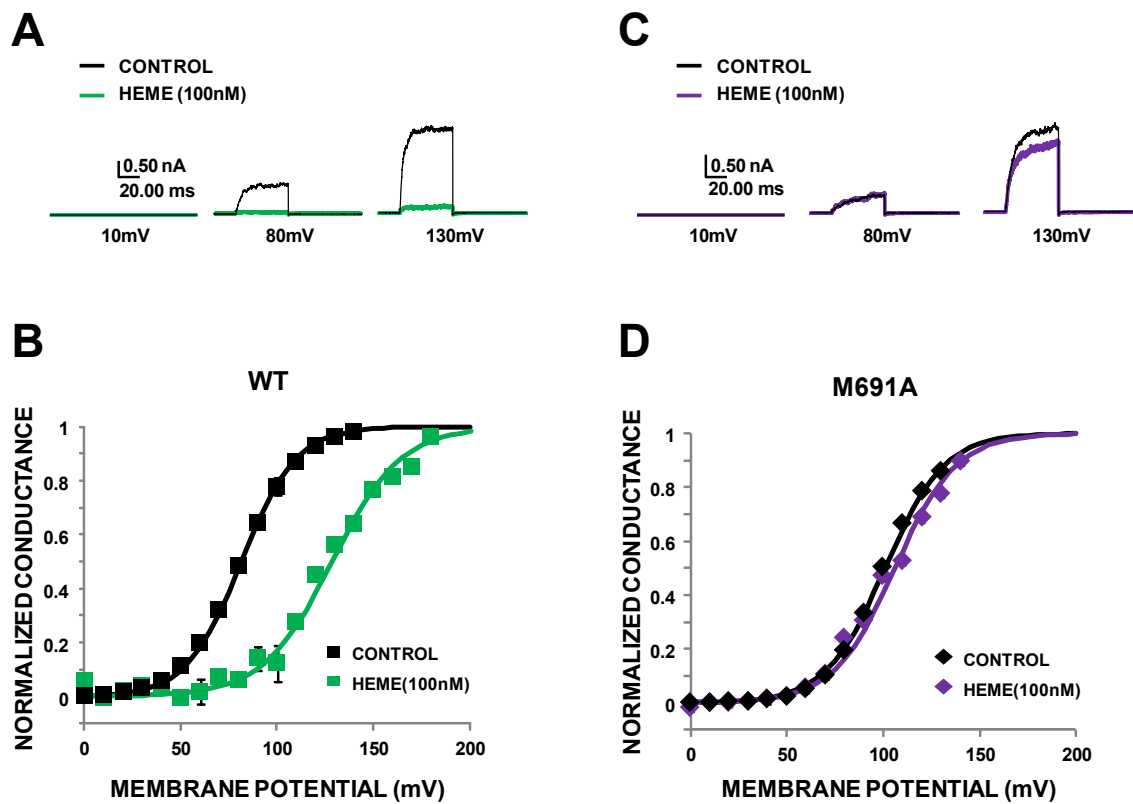 A
CONTROL
HEME (100nM)
0.50 nA
20.00 ms
10mV
80mV
130mV
C
CONTROL
HEME (100nM)
0.50 nA
20.00 ms
10mV
80mV
130mV
B
WT
NORMALIZED CONDUCTANCE
1
0.8
0.6
0.4
0.2
0
CONTROL
HEME(100nM)
0
50
100
150
200
MEMBRANE POTENTIAL (mV)
D
M691A
NORMALIZED CONDUCTANCE
1
0.8
0.6
0.4
0.2
0
CONTROL
HEME(100nM)
0
50
100
150
200
MEMBRANE POTENTIAL (mV)